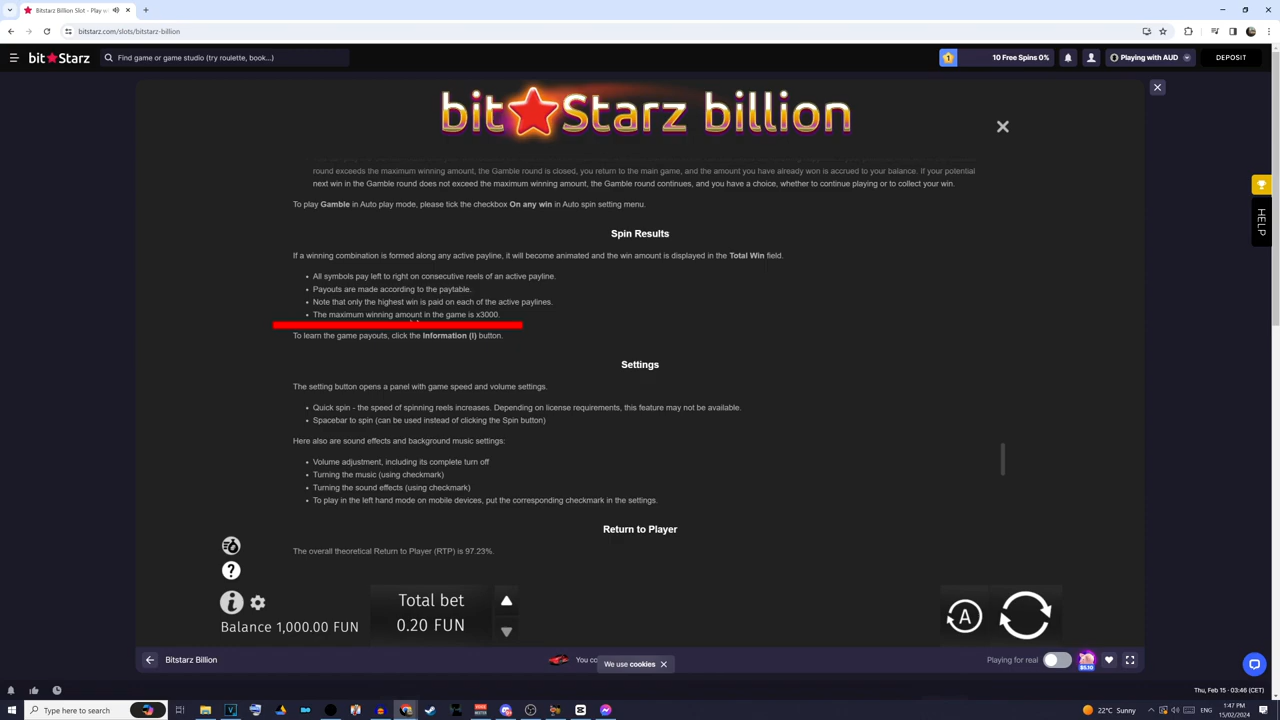 Bitstarz Billion Slot - Play w
bitstarz.com/slots/bitstarz-billion
bitStarz
Find game or game studio (try roulette, book...)
1
10 Free Spins 0%
Playing with AUD
DEPOSIT
bitStarz billion
round exceeds the maximum winning amount, the Gamble round is closed, you return to the main game, and the amount you have already won is accrued to your balance. If your potential
next win in the Gamble round does not exceed the maximum winning amount, the Gamble round continues, and you have a choice, whether to continue playing or to collect your win.
To play Gamble in Auto play mode, please tick the checkbox On any win in Auto spin setting menu.
HELP
Spin Results
If a winning combination is formed along any active payline, it will become animated and the win amount is displayed in the Total Win field.
• All symbols pay left to right on consecutive reels of an active payline.
• Payouts are made according to the paytable.
• Note that only the highest win is paid on each of the active paylines.
• The maximum winning amount in the game is x3000.
To learn the game payouts, click the Information (I) button.
Settings
The setting button opens a panel with game speed and volume settings.
• Quick spin - the speed of spinning reels increases. Depending on license requirements, this feature may not be available.
• Spacebar to spin (can be used instead of clicking the Spin button)
Here also are sound effects and background music settings:
• Volume adjustment, including its complete turn off
• Turning the music (using checkmark)
• Turning the sound effects (using checkmark)
• To play in the left hand mode on mobile devices, put the corresponding checkmark in the settings.
Return to Player
The overall theoretical Return to Player (RTP) is 97.23%.
?
i
Total bet
0.20 FUN
A
Balance 1,000.00 FUN
Bitstarz Billion
You co
We use cookies
Playing for real
$5.10
Thu, Feb 15 - 03:46 (CET)
Type here to search
22°C Sunny
1:47 PM
15/02/2024